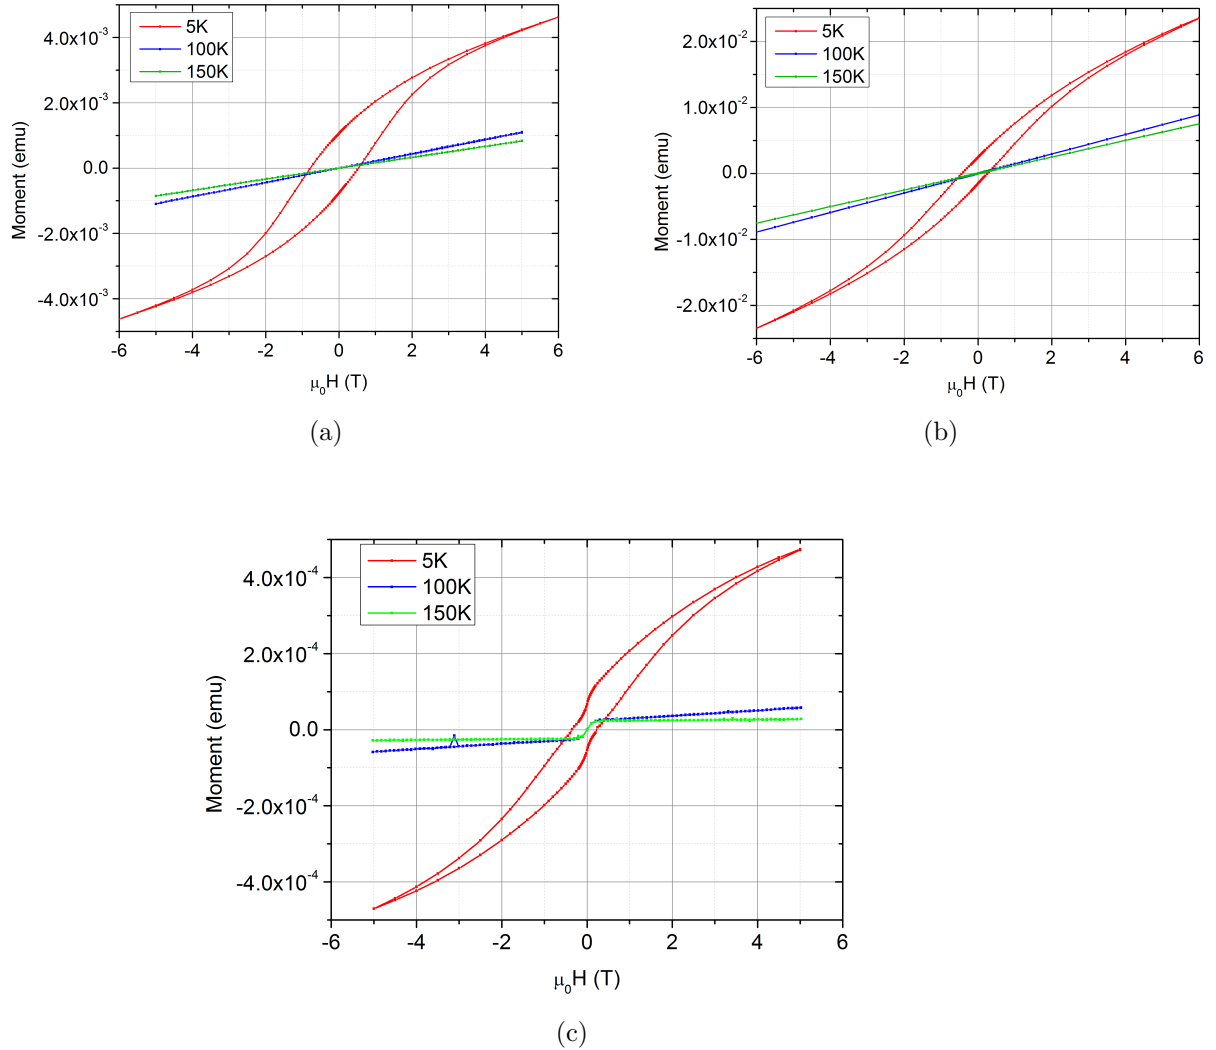 5K
100K
150K
4.0x10⁻³
2.0x10⁻³
0.0
-2.0x10⁻³
-4.0x10⁻³
Moment (emu)
-6 -4 -2 0 2 4 6
μ₀H (T)
(a)
5K
100K
150K
2.0x10⁻²
1.0x10⁻²
0.0
-1.0x10⁻²
-2.0x10⁻²
Moment (emu)
-6 -4 -2 0 2 4 6
μ₀H (T)
(b)
5K
100K
150K
4.0x10⁻⁴
2.0x10⁻⁴
0.0
-2.0x10⁻⁴
-4.0x10⁻⁴
Moment (emu)
-6 -4 -2 0 2 4 6
μ₀H (T)
(c)